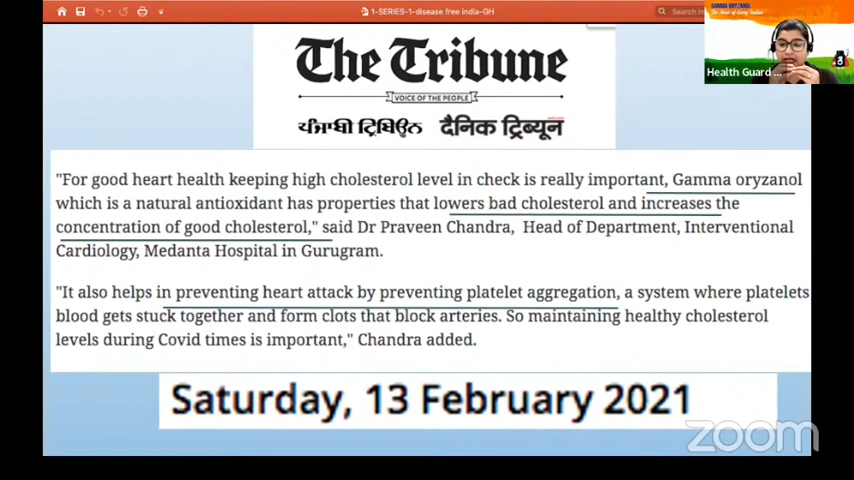 1-SERIES-1-disease free india-GH
Search in
GAMMA ORYZANOL
Health Guard ...
The Tribune
VOICE OF THE PEOPLE
ਪੰਜਾਬੀ ਟ੍ਰਿਬਿਊਨ दैनिक ट्रिब्यून
"For good heart health keeping high cholesterol level in check is really important, Gamma oryzanol
which is a natural antioxidant has properties that lowers bad cholesterol and increases the
concentration of good cholesterol," said Dr Praveen Chandra, Head of Department, Interventional
Cardiology, Medanta Hospital in Gurugram.
"It also helps in preventing heart attack by preventing platelet aggregation, a system where platelets
blood gets stuck together and form clots that block arteries. So maintaining healthy cholesterol
levels during Covid times is important," Chandra added.
Saturday, 13 February 2021
zoom